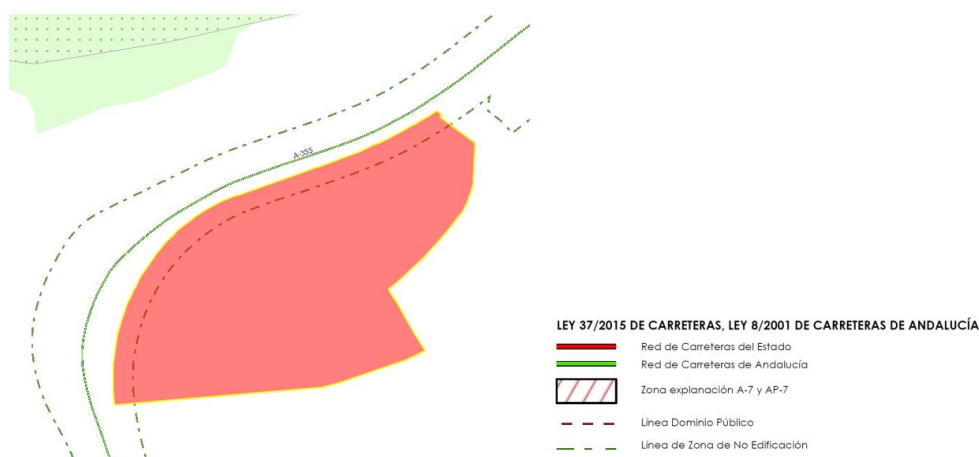 A-355
LEY 37/2015 DE CARRETERAS, LEY 8/2001 DE CARRETERAS DE ANDALUCÍA
Red de Carreteras del Estado
Red de Carreteras de Andalucía
Zona explanación A-7 y AP-7
Línea Dominio Público
Línea de Zona de No Edificación